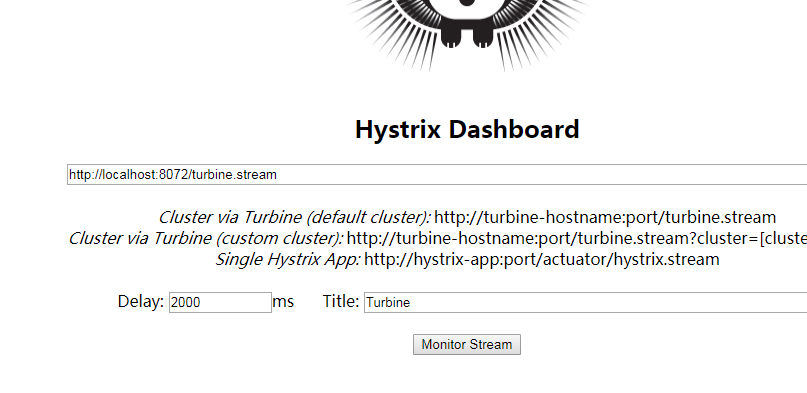 Hystrix Dashboard
http://localhost:8072/turbine.stream
Cluster via Turbine (default cluster): http://turbine-hostname:port/turbine.stream
Cluster via Turbine (custom cluster): http://turbine-hostname:port/turbine.stream?cluster=[cluste
Single Hystrix App: http://hystrix-app:port/actuator/hystrix.stream
Delay: 2000 ms Title: Turbine
Monitor Stream